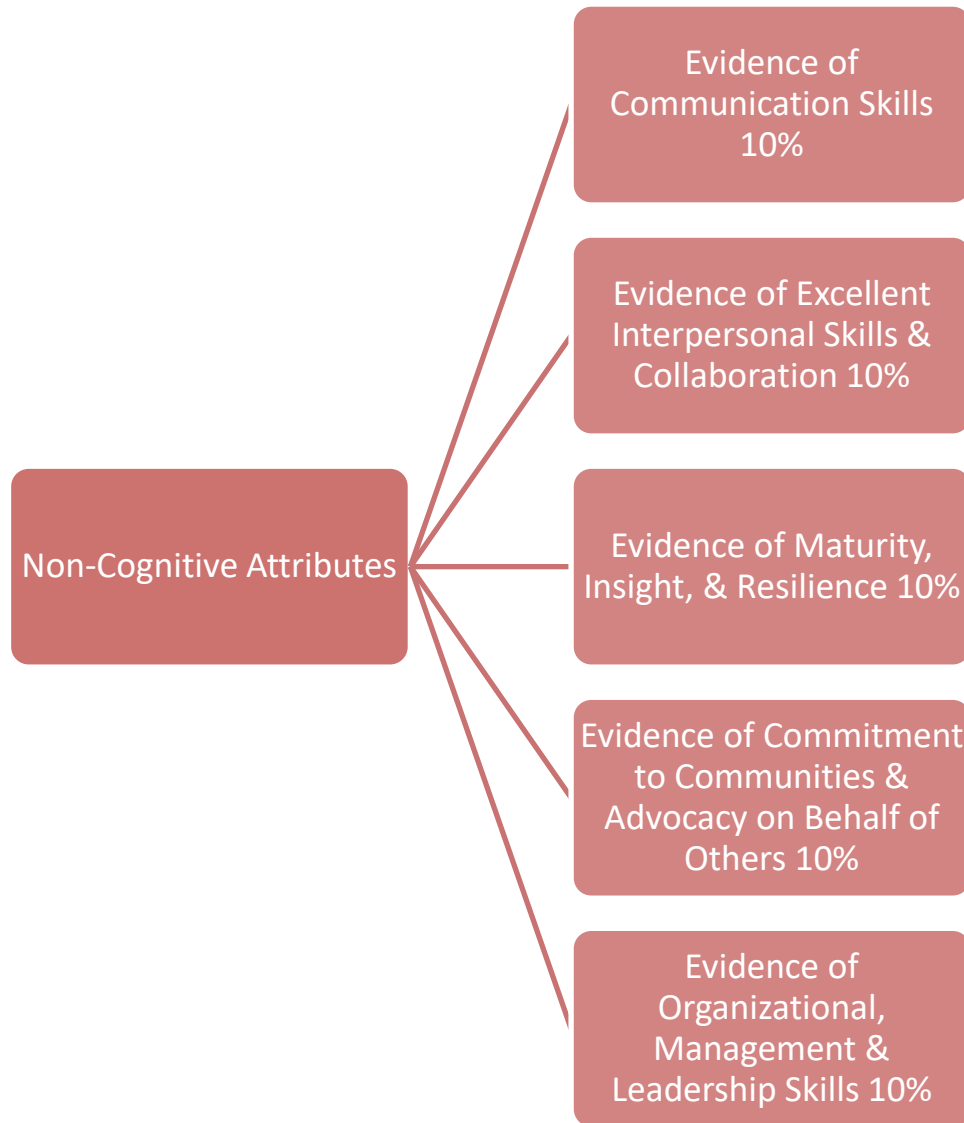 Evidence of
Communication Skills
10%
Evidence of Excellent
Interpersonal Skills &
Collaboration 10%
Non-Cognitive Attributes
Evidence of Maturity,
Insight, & Resilience 10%
Evidence of Commitment
to Communities &
Advocacy on Behalf of
Others 10%
Evidence of
Organizational,
Management &
Leadership Skills 10%